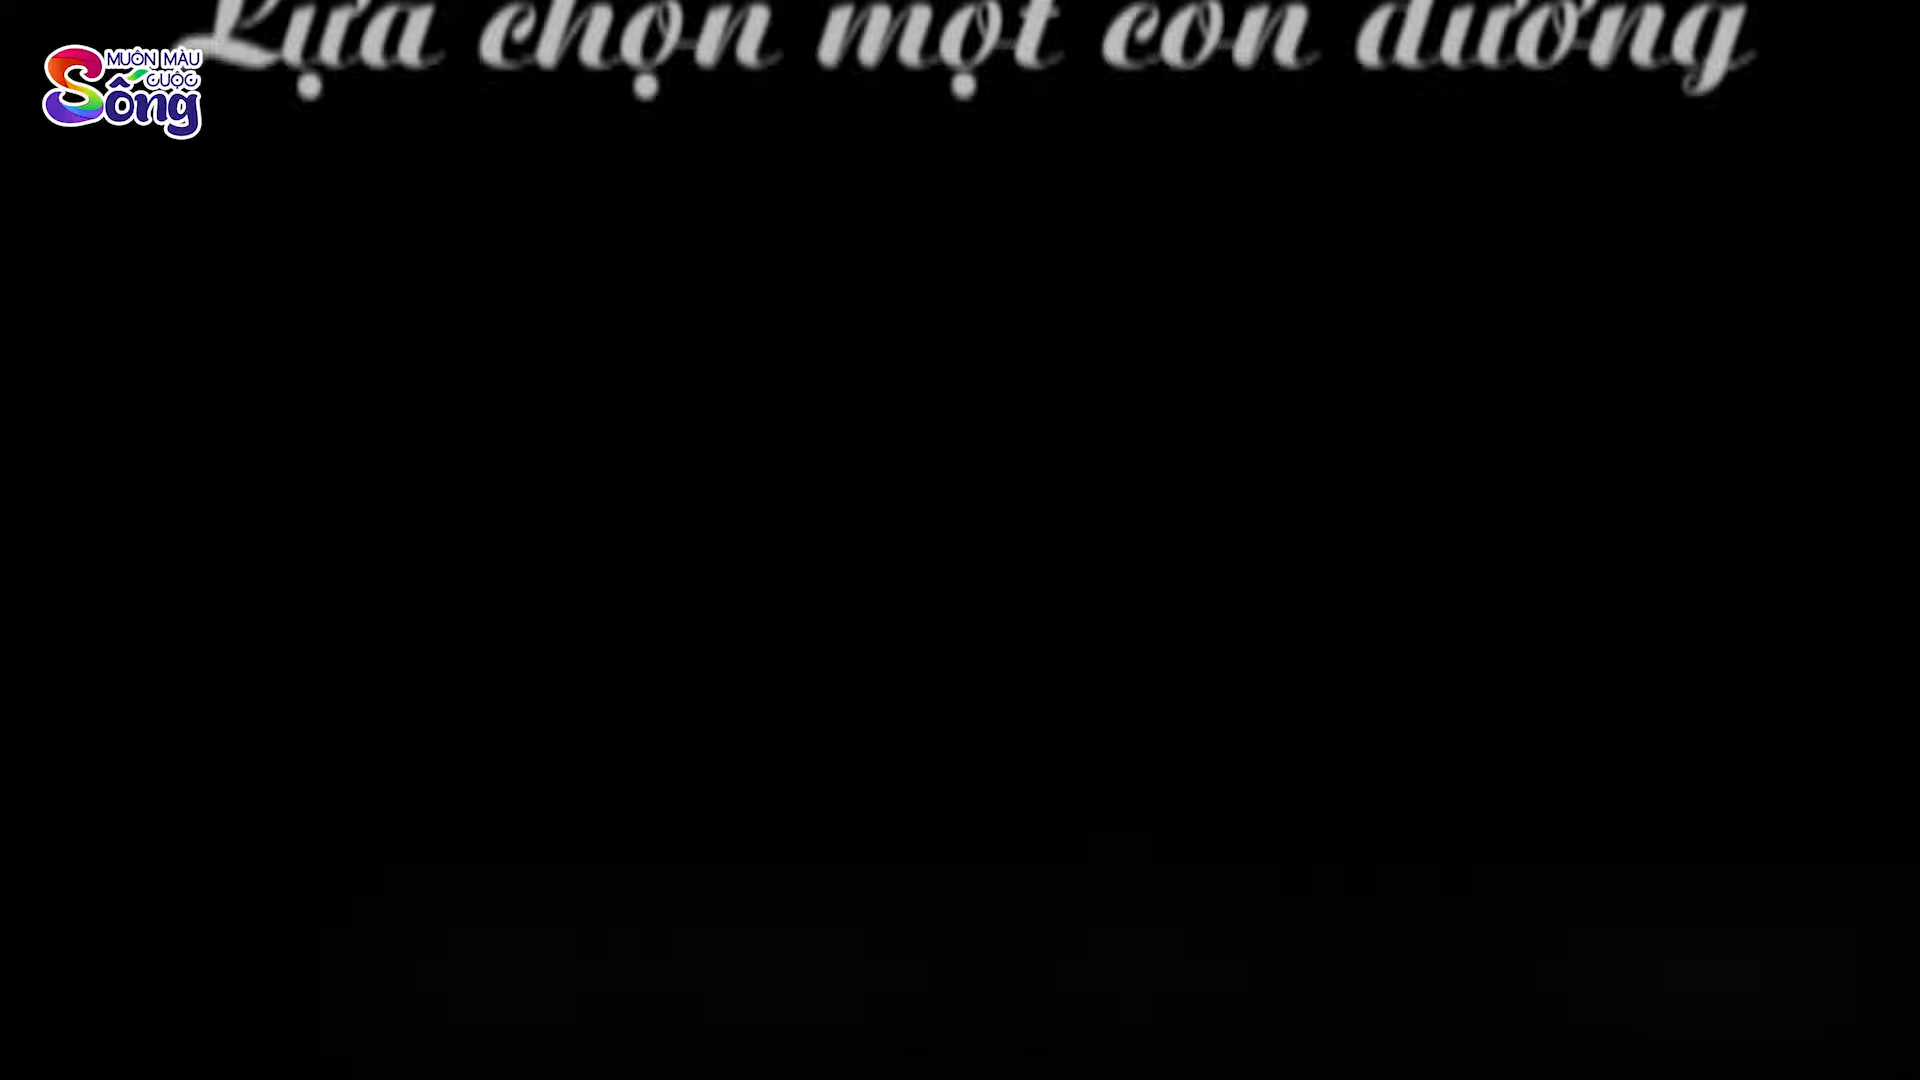 Lựa chọn một con đường
MUÔN MÀU
CUỘC
Sống